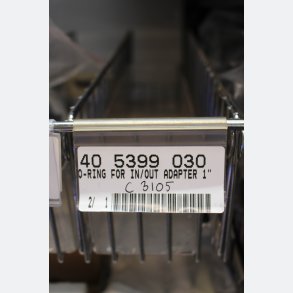 40 5399 030
O-RING FOR IN/OUT ADAPTER 1"
C 3105
2/ 1